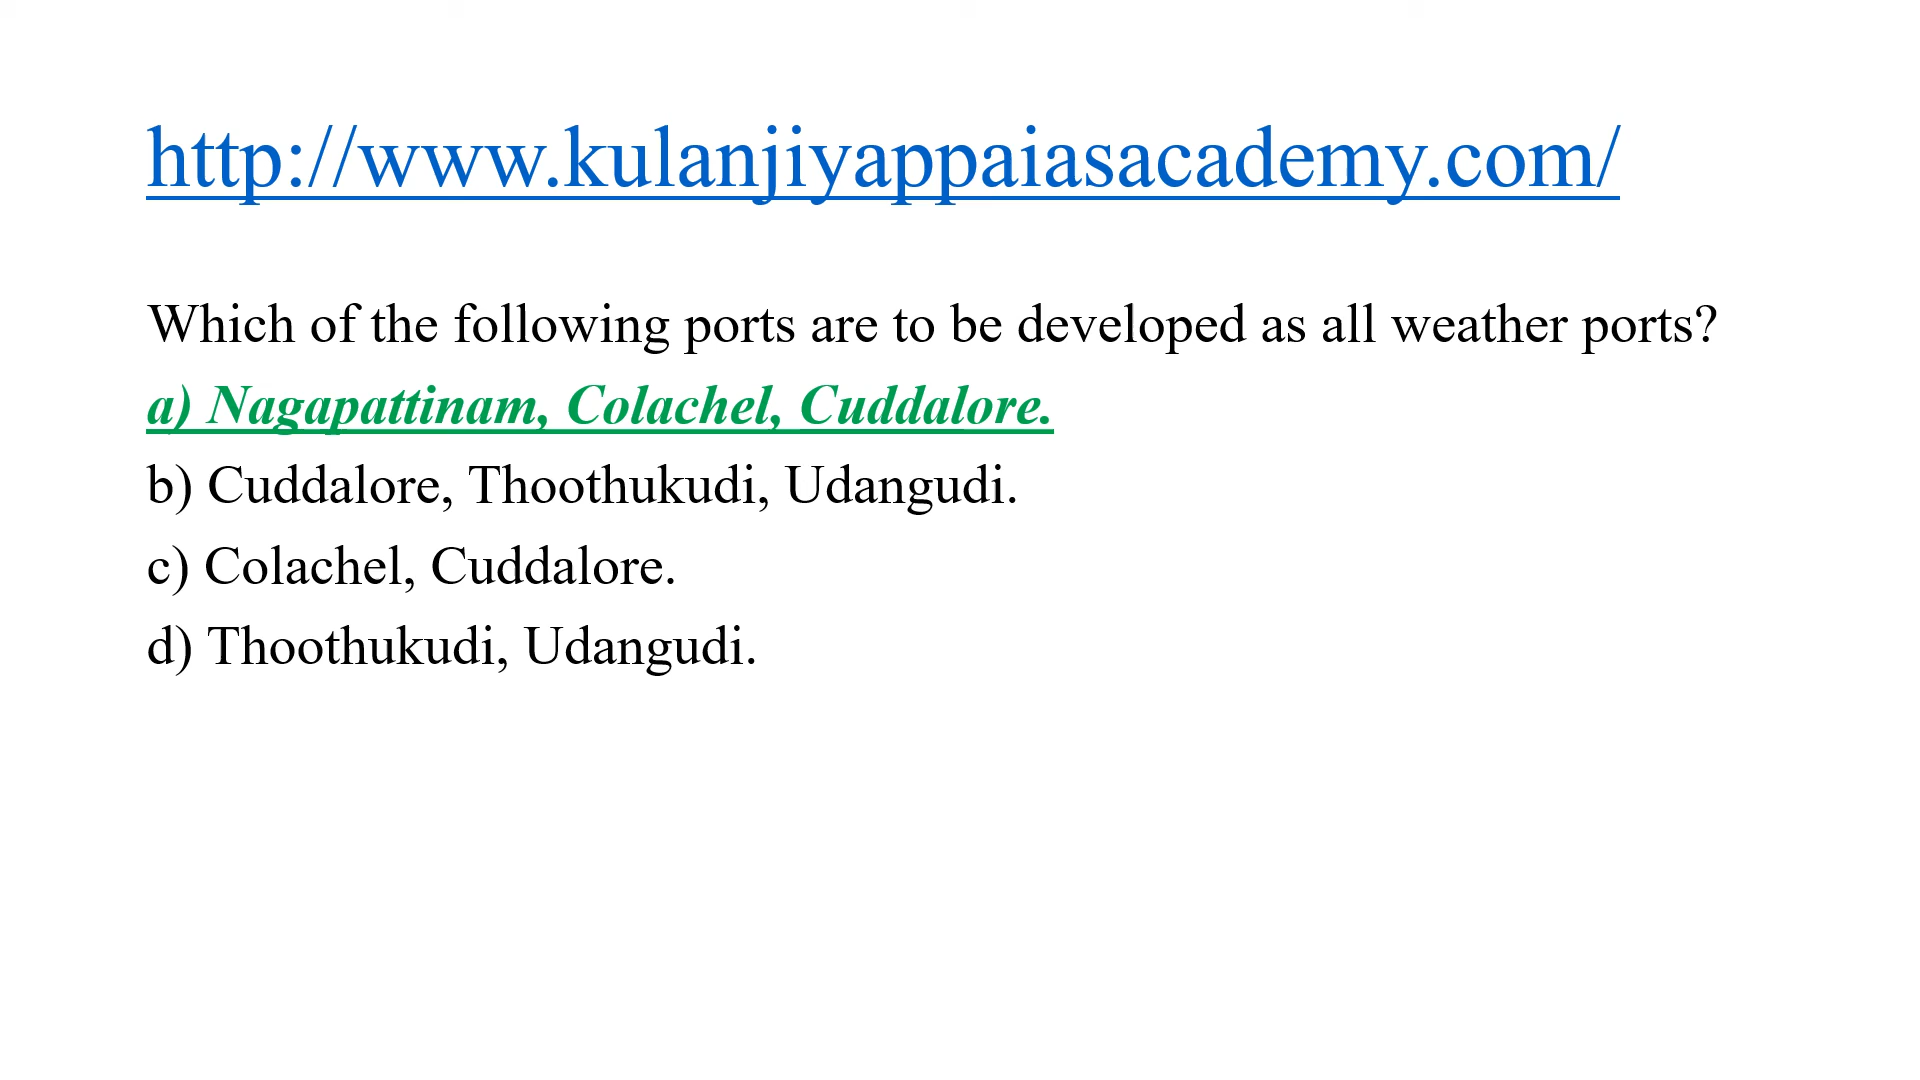 http://www.kulanjiyappaiasacademy.com/
Which of the following ports are to be developed as all weather ports?
a) Nagapattinam, Colachel, Cuddalore.
b) Cuddalore, Thoothukudi, Udangudi.
c) Colachel, Cuddalore.
d) Thoothukudi, Udangudi.